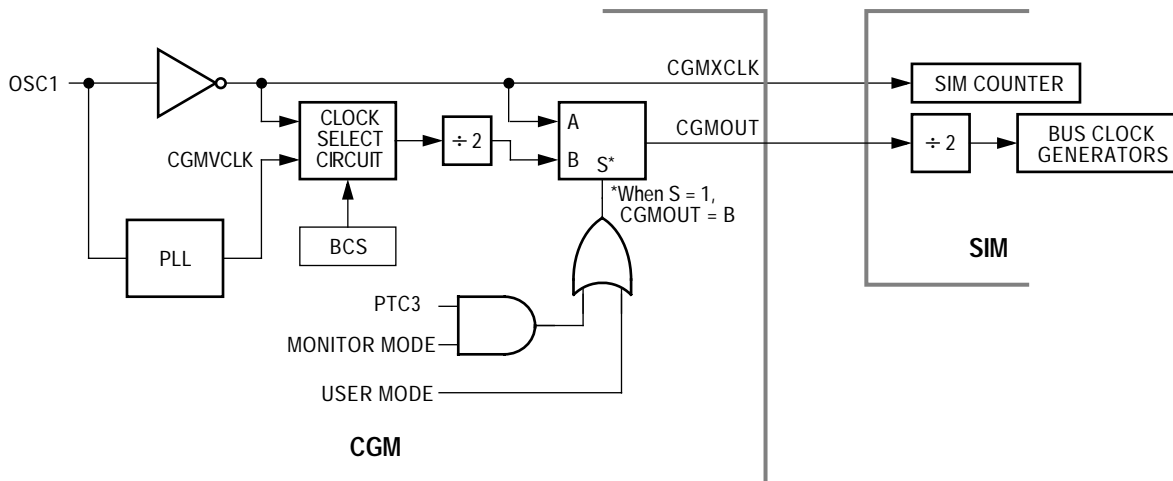 OSC1
CGMXCLK
SIM COUNTER
CLOCK
SELECT
CIRCUIT
÷ 2
A
B
S*
CGMOUT
÷ 2
BUS CLOCK
GENERATORS
CGMVCLK
*When S = 1,
CGMOUT = B
BCS
PLL
SIM
PTC3
MONITOR MODE
USER MODE
CGM